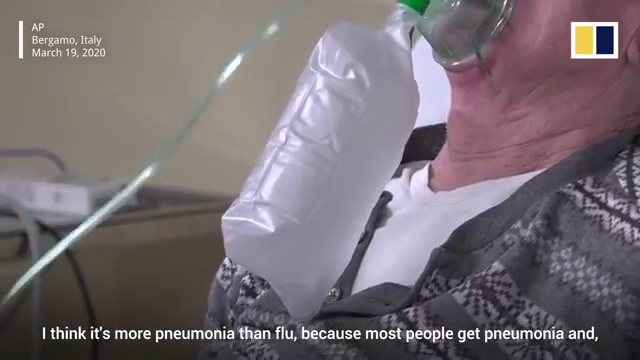 AP
Bergamo, Italy
March 19, 2020
I think it's more pneumonia than flu, because most people get pneumonia and,